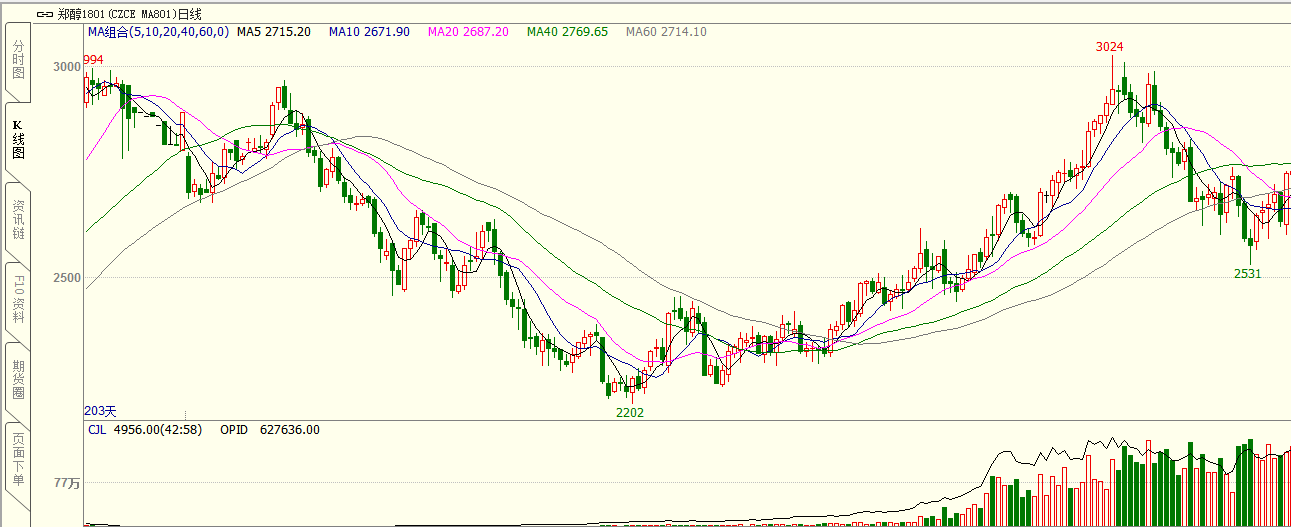 郑醇1801(CZCE MA801)日线
MA组合(5,10,20,40,60,0) MA5 2715.20 MA10 2671.90 MA20 2687.20 MA40 2769.65 MA60 2714.10
分时图
K线图
资讯链
F10资料
期货圈
页面下单
994
3024
3000
2500
2531
2202
203天
CJL 4956.00(42:58) OPID 627636.00
77万